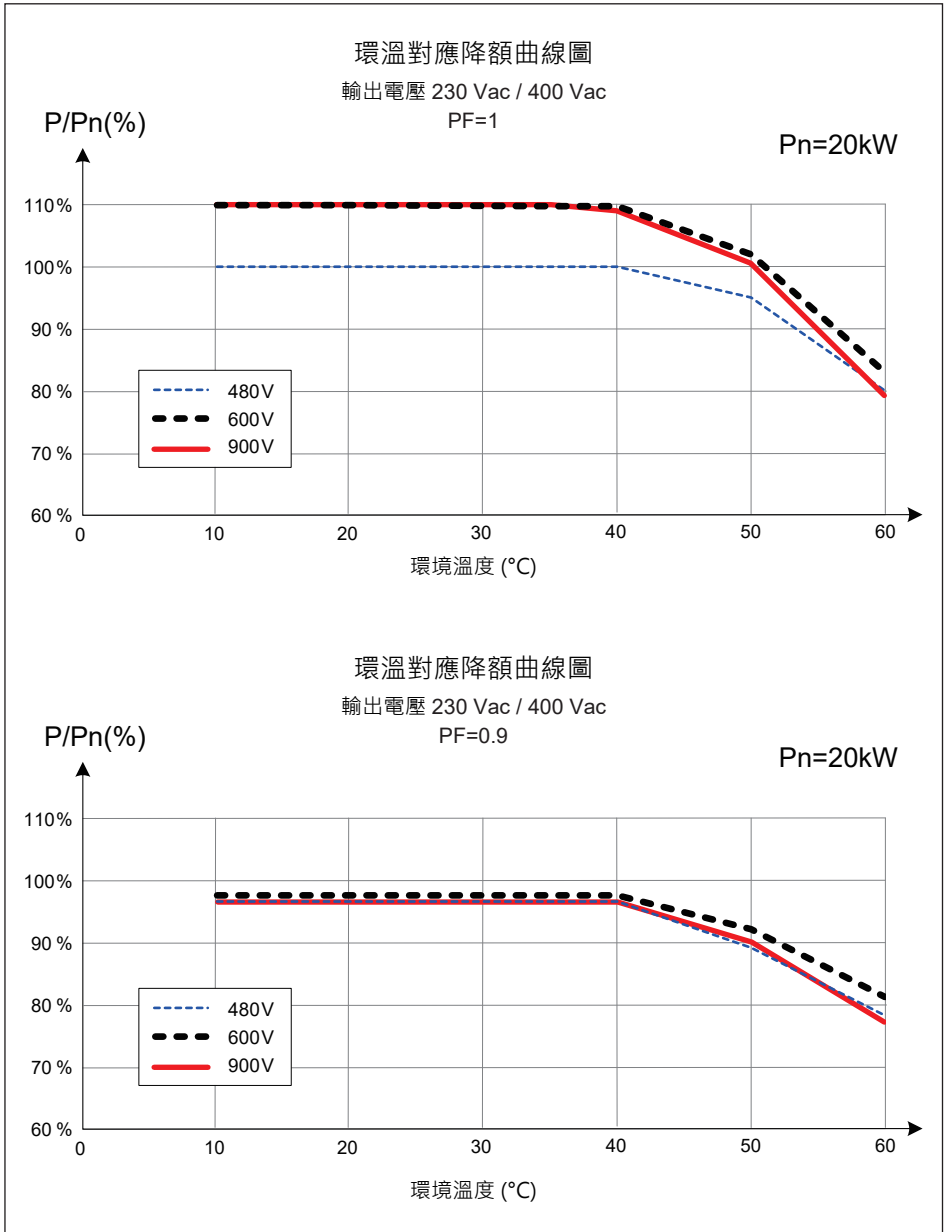 環溫對應降額曲線圖
輸出電壓 230 Vac / 400 Vac
PF=1
P/Pn(%)
Pn=20kW
110%
100%
90 %
80 %
70 %
60 %
480V
600V
900V
0 10 20 30 40 50 60
環境溫度 (°C)
環溫對應降額曲線圖
輸出電壓 230 Vac / 400 Vac
PF=0.9
P/Pn(%)
Pn=20kW
110%
100%
90 %
80 %
70 %
60 %
480V
600V
900V
0 10 20 30 40 50 60
環境溫度 (°C)